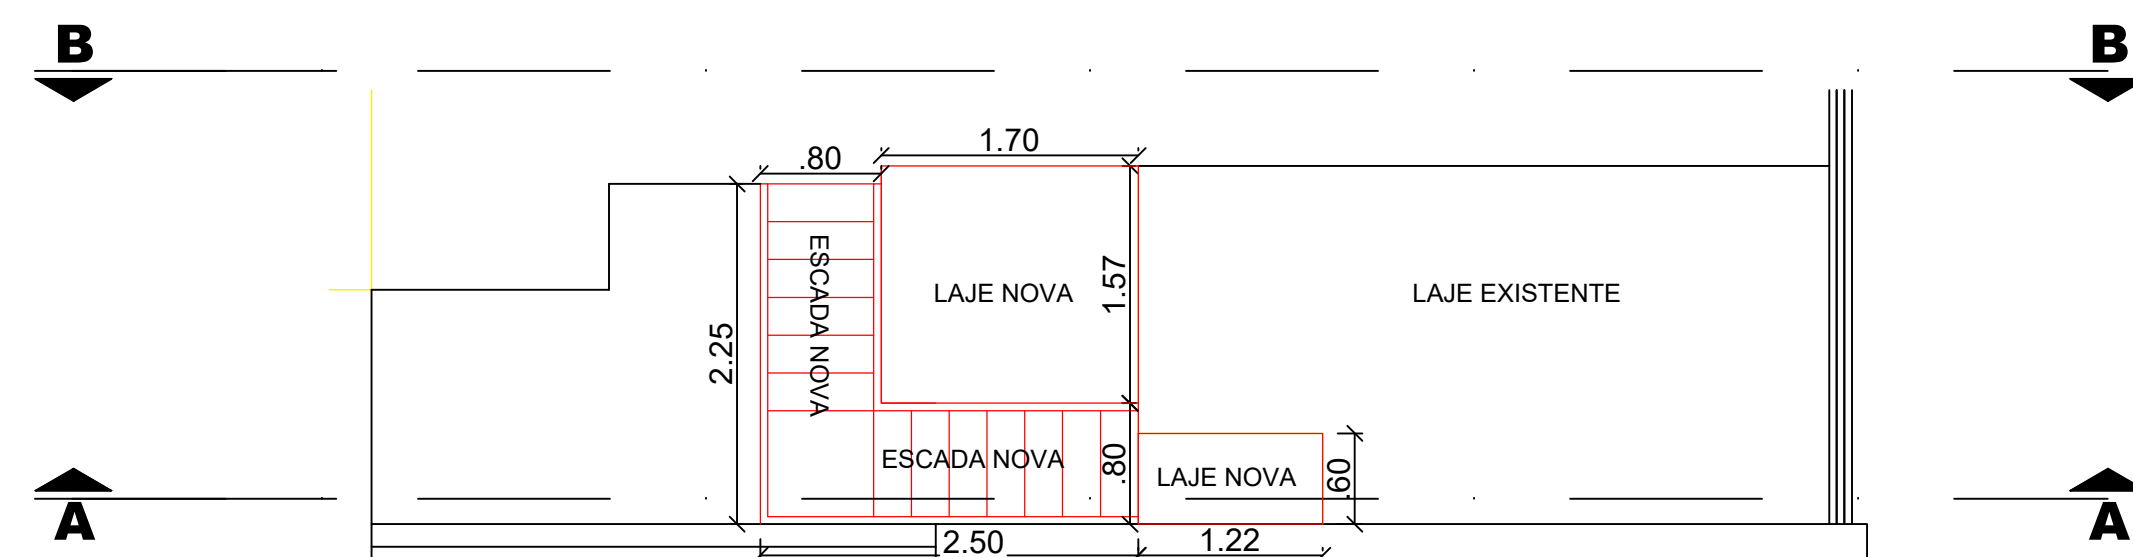 B
B
1.70
.80
ESCADA NOVA
LAJE NOVA
1.57
LAJE EXISTENTE
2.25
ESCADA NOVA
.80
LAJE NOVA
.60
A
A
2.50
1.22